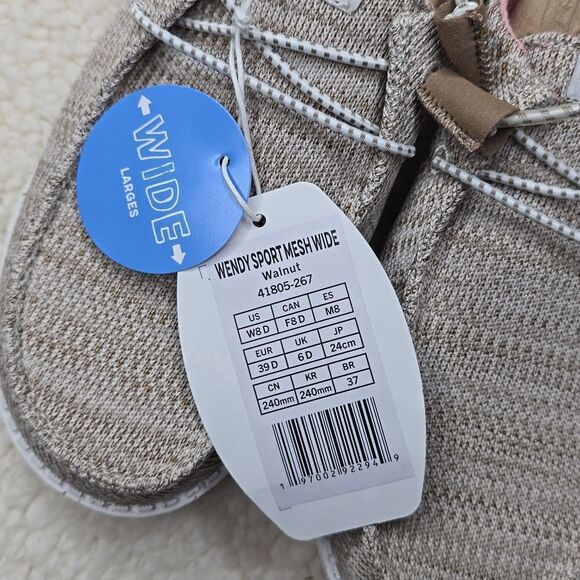 WIDE
LARGES
WENDY SPORT MESH WIDE
Walnut
41805-267
US CAN ES
W8 D F8 D M8
EUR UK JP
39 D 6 D 24cm
CN KR BR
240mm 240mm 37
1 97002 92294 9